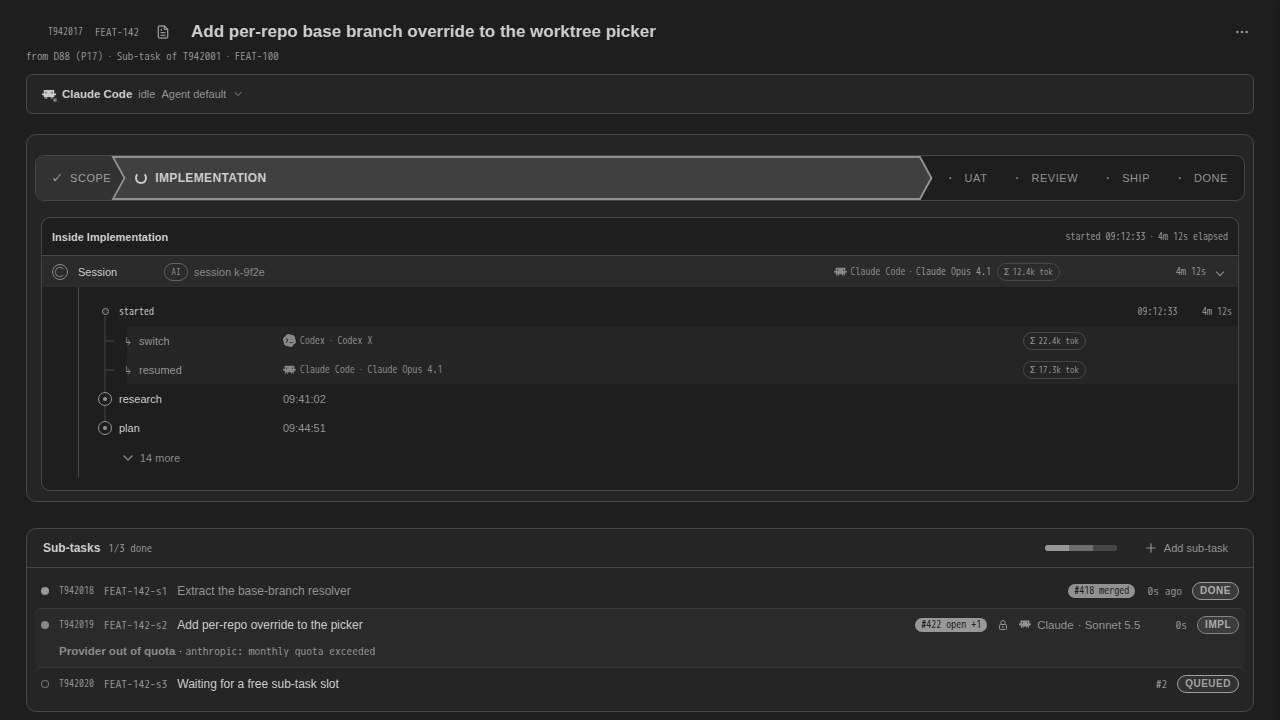 T942017 FEAT-142 Add per-repo base branch override to the worktree picker
from D88 (P17) · Sub-task of T942001 · FEAT-100
Claude Code idle Agent default
✓ SCOPE IMPLEMENTATION · UAT · REVIEW · SHIP · DONE
Inside Implementation started 09:12:33 · 4m 12s elapsed
Session AI session k-9f2e Claude Code · Claude Opus 4.1 Σ 12.4k tok 4m 12s
started 09:12:33 4m 12s
↳ switch Codex · Codex X Σ 22.4k tok
↳ resumed Claude Code · Claude Opus 4.1 Σ 17.3k tok
research 09:41:02
plan 09:44:51
14 more
Sub-tasks 1/3 done + Add sub-task
T942018 FEAT-142-s1 Extract the base-branch resolver #418 merged 0s ago DONE
T942019 FEAT-142-s2 Add per-repo override to the picker #422 open +1 Claude · Sonnet 5.5 0s IMPL
Provider out of quota · anthropic: monthly quota exceeded
T942020 FEAT-142-s3 Waiting for a free sub-task slot #2 QUEUED